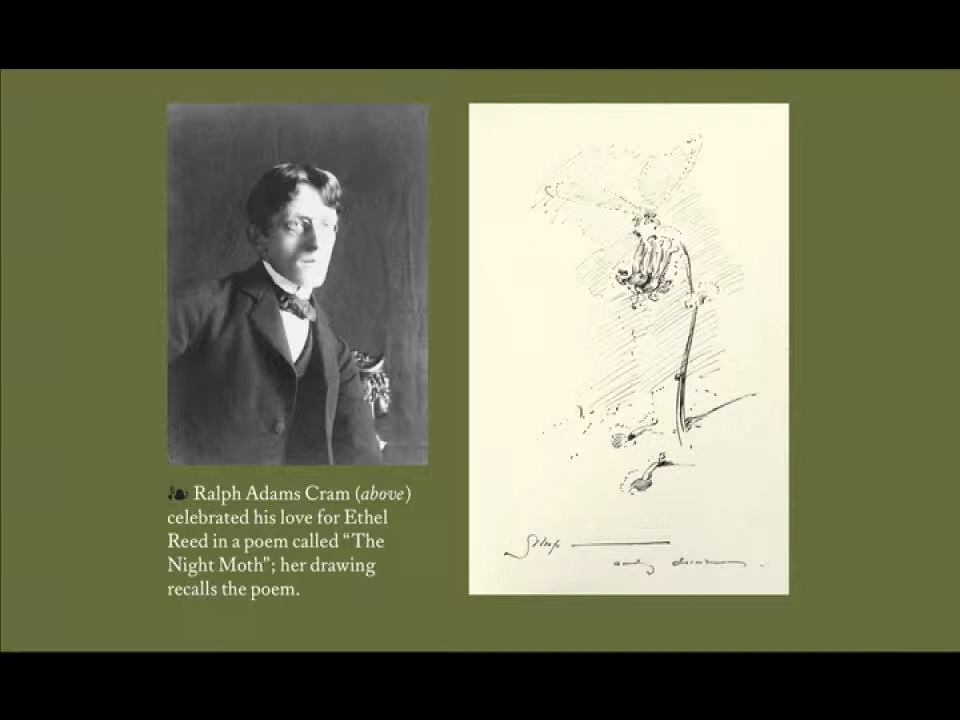 Ralph Adams Cram (above)
celebrated his love for Ethel
Reed in a poem called “The
Night Moth”; her drawing
recalls the poem.